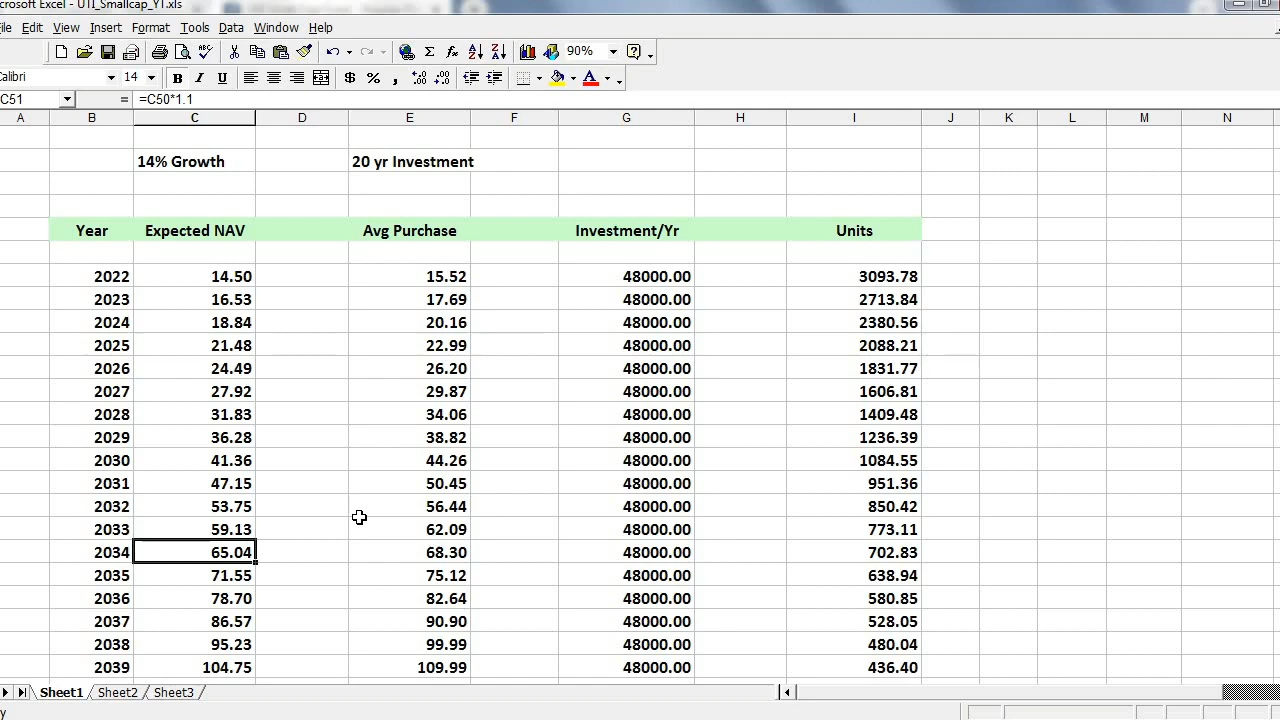 crosoft Excel - UTI_Smallcap_YT.xls
ile Edit View Insert Format Tools Data Window Help
90%
Calibri 14 B I U $ % ,
C51 = =C50*1.1
A B C D E F G H I J K L M N
14% Growth 20 yr Investment
Year Expected NAV Avg Purchase Investment/Yr Units
2022 14.50 15.52 48000.00 3093.78
2023 16.53 17.69 48000.00 2713.84
2024 18.84 20.16 48000.00 2380.56
2025 21.48 22.99 48000.00 2088.21
2026 24.49 26.20 48000.00 1831.77
2027 27.92 29.87 48000.00 1606.81
2028 31.83 34.06 48000.00 1409.48
2029 36.28 38.82 48000.00 1236.39
2030 41.36 44.26 48000.00 1084.55
2031 47.15 50.45 48000.00 951.36
2032 53.75 56.44 48000.00 850.42
2033 59.13 62.09 48000.00 773.11
2034 65.04 68.30 48000.00 702.83
2035 71.55 75.12 48000.00 638.94
2036 78.70 82.64 48000.00 580.85
2037 86.57 90.90 48000.00 528.05
2038 95.23 99.99 48000.00 480.04
2039 104.75 109.99 48000.00 436.40
Sheet1 Sheet2 Sheet3